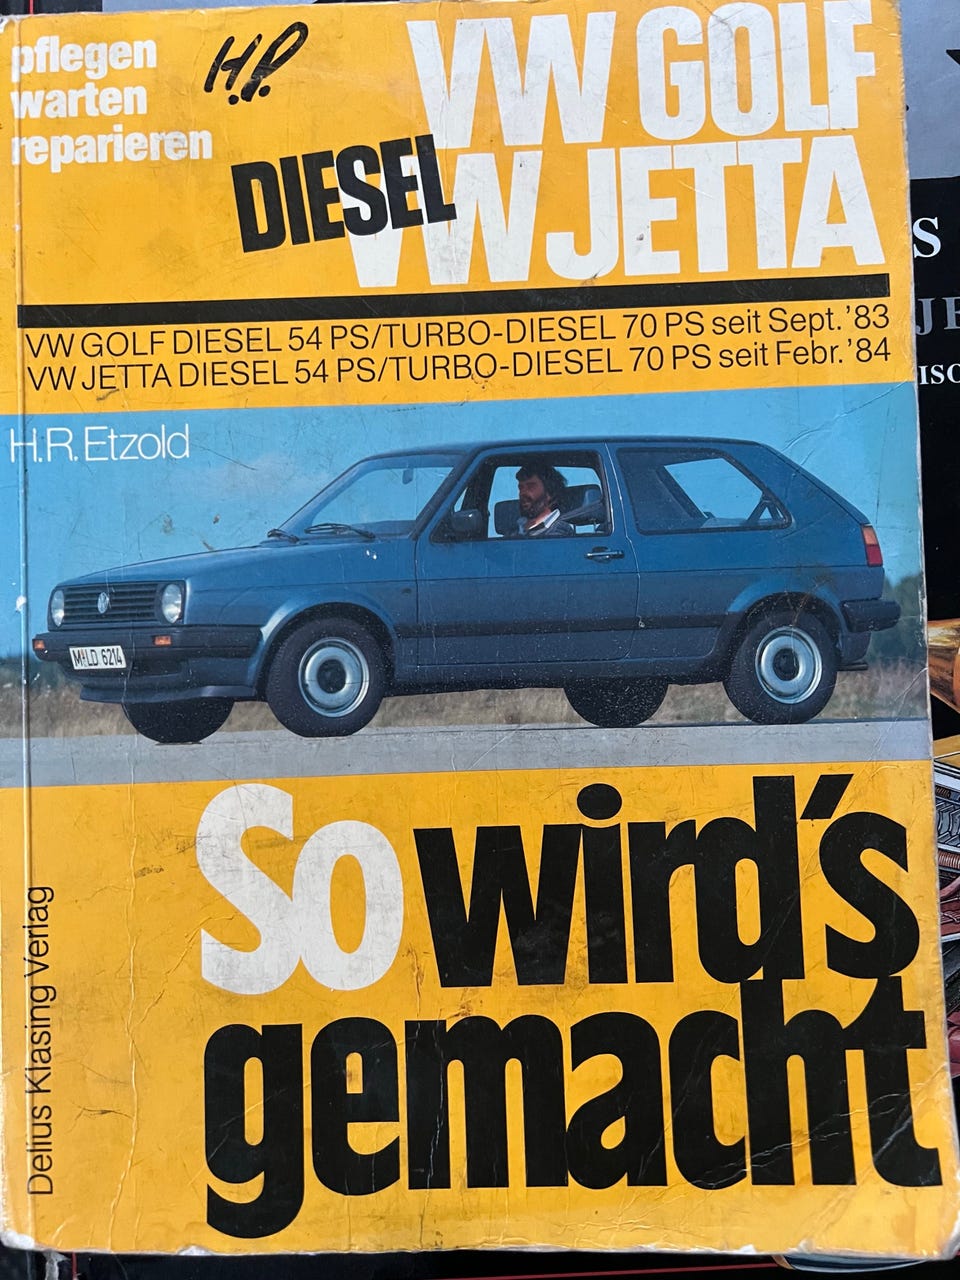 pflegen
warten
reparieren
H.P.
VW GOLF
DIESEL
VW JETTA
VW GOLF DIESEL 54 PS/TURBO-DIESEL 70 PS seit Sept.'83
VW JETTA DIESEL 54 PS/TURBO-DIESEL 70 PS seit Febr.'84
H.R. Etzold
M LD 6214
So wird's
gemacht
Delius Klasing Verlag
S
JE
ISC